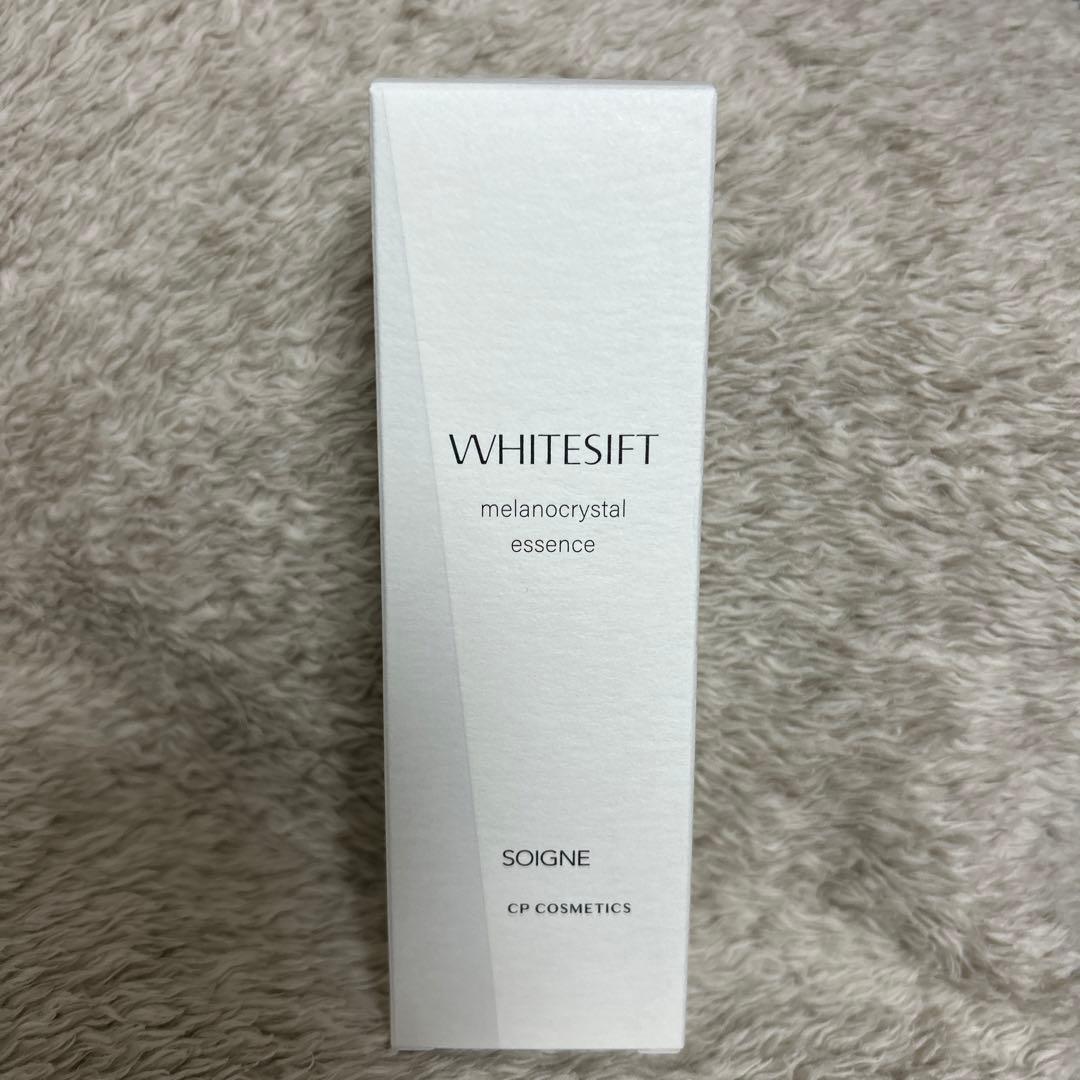 WHITESIFT
melanocrystal
essence
SOIGNE
CP COSMETICS